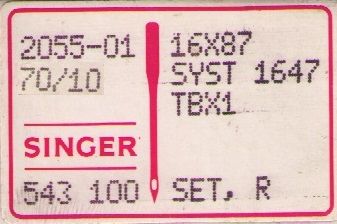 2055-01
70/10
SINGER
543 100
16X87
SYST 1647
TBX1
SET, R